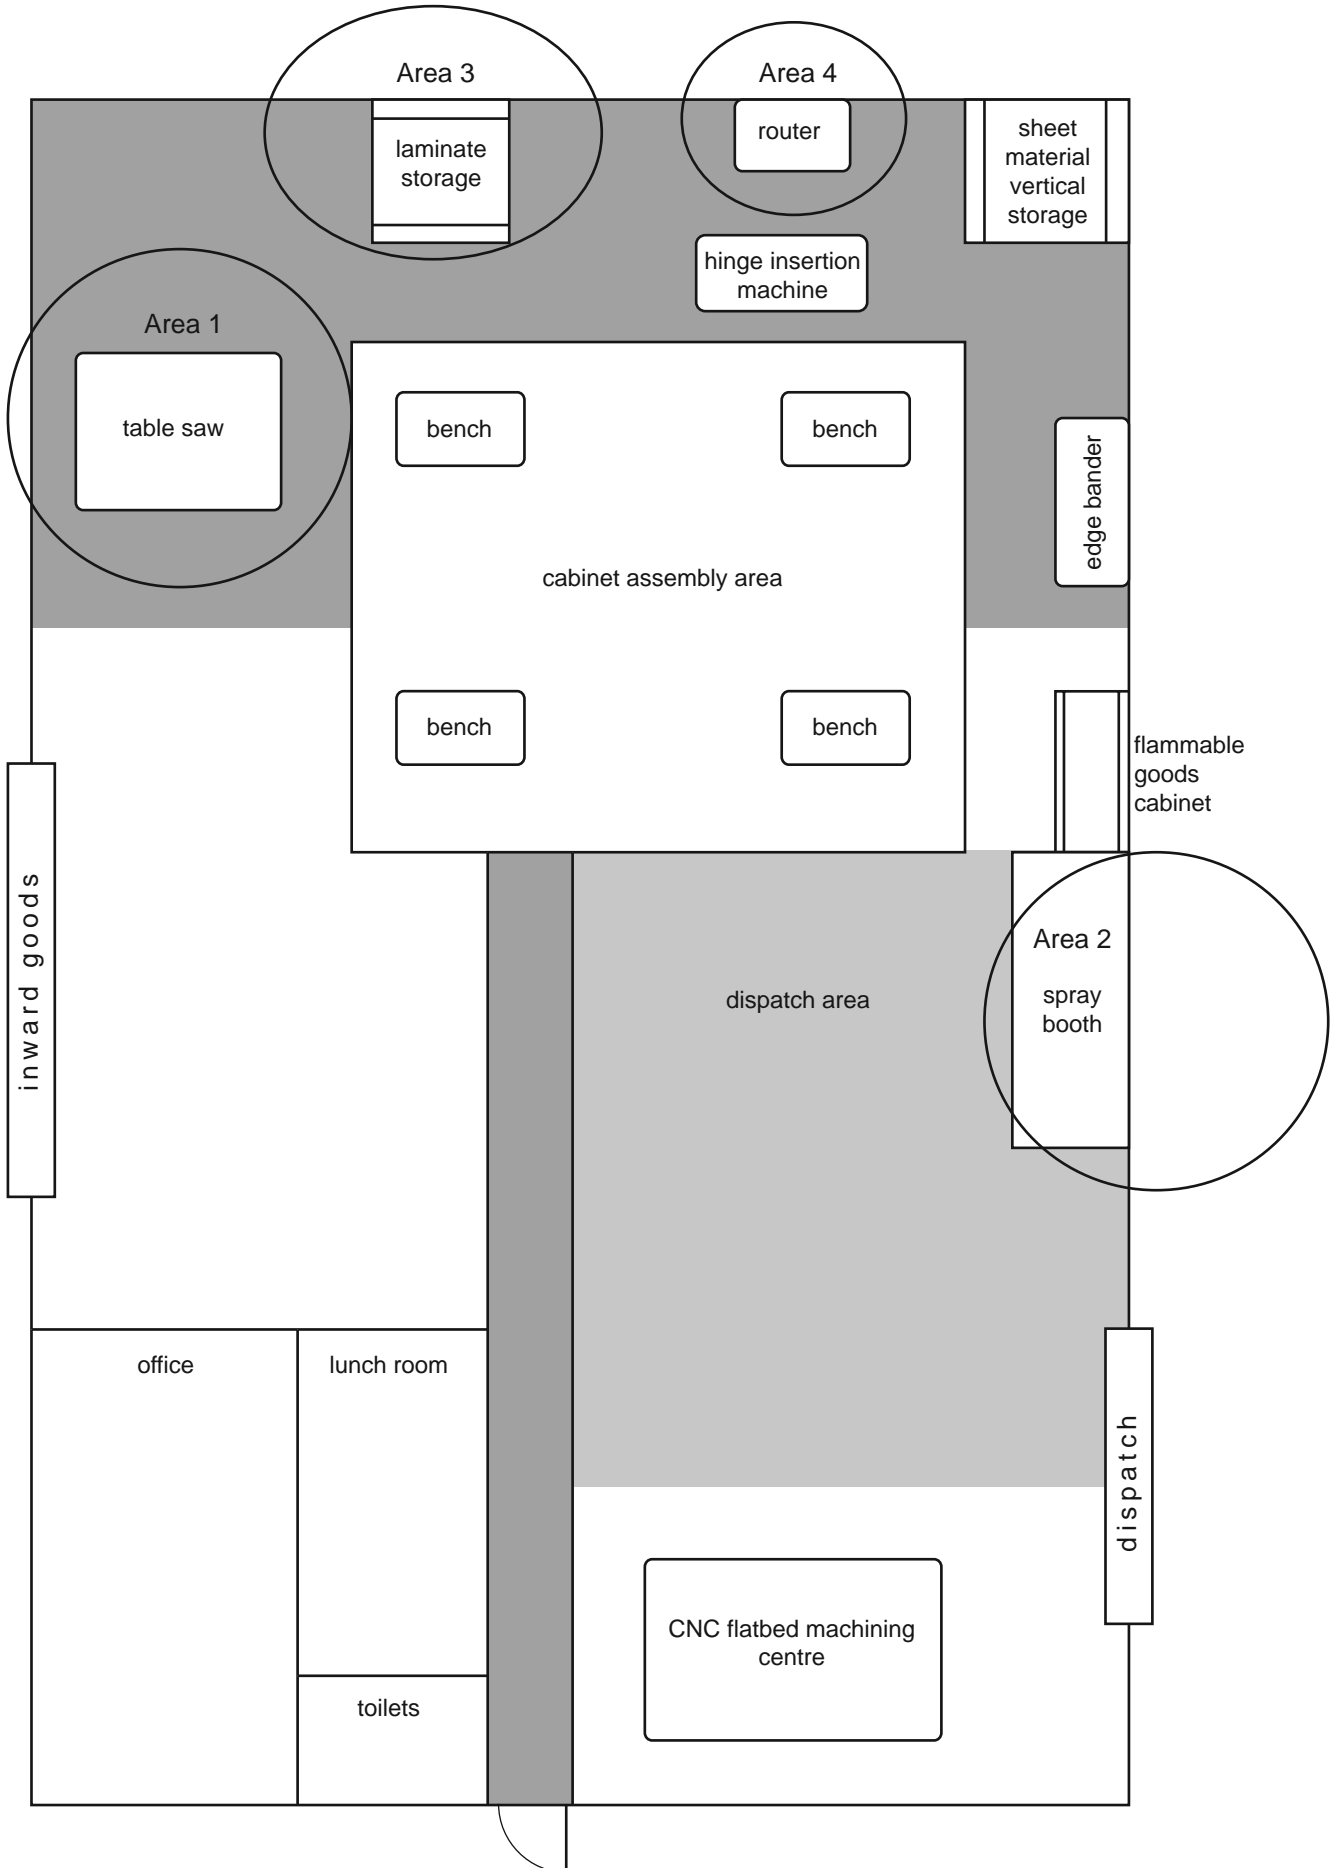 Area 3
Area 4
laminate
storage
router
sheet
material
vertical
storage
hinge insertion
machine
Area 1
table saw
bench
bench
edge bander
cabinet assembly area
bench
bench
flammable
goods
cabinet
inward goods
Area 2
spray
booth
dispatch area
office
lunch room
dispatch
CNC flatbed machining
centre
toilets